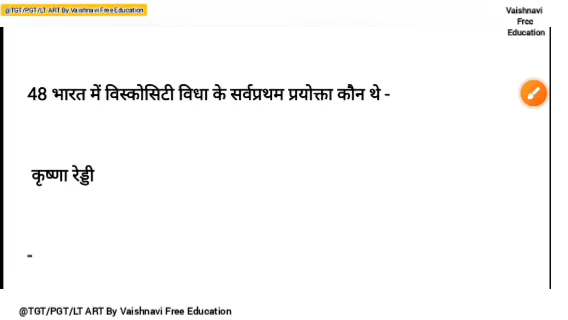 @TGT/PGT/LT ART By Vaishnavi Free Education
Vaishnavi
Free
Education
48 भारत में विस्कोसिटी विधा के सर्वप्रथम प्रयोक्ता कौन थे -
कृष्णा रेड्डी
-
@TGT/PGT/LT ART By Vaishnavi Free Education